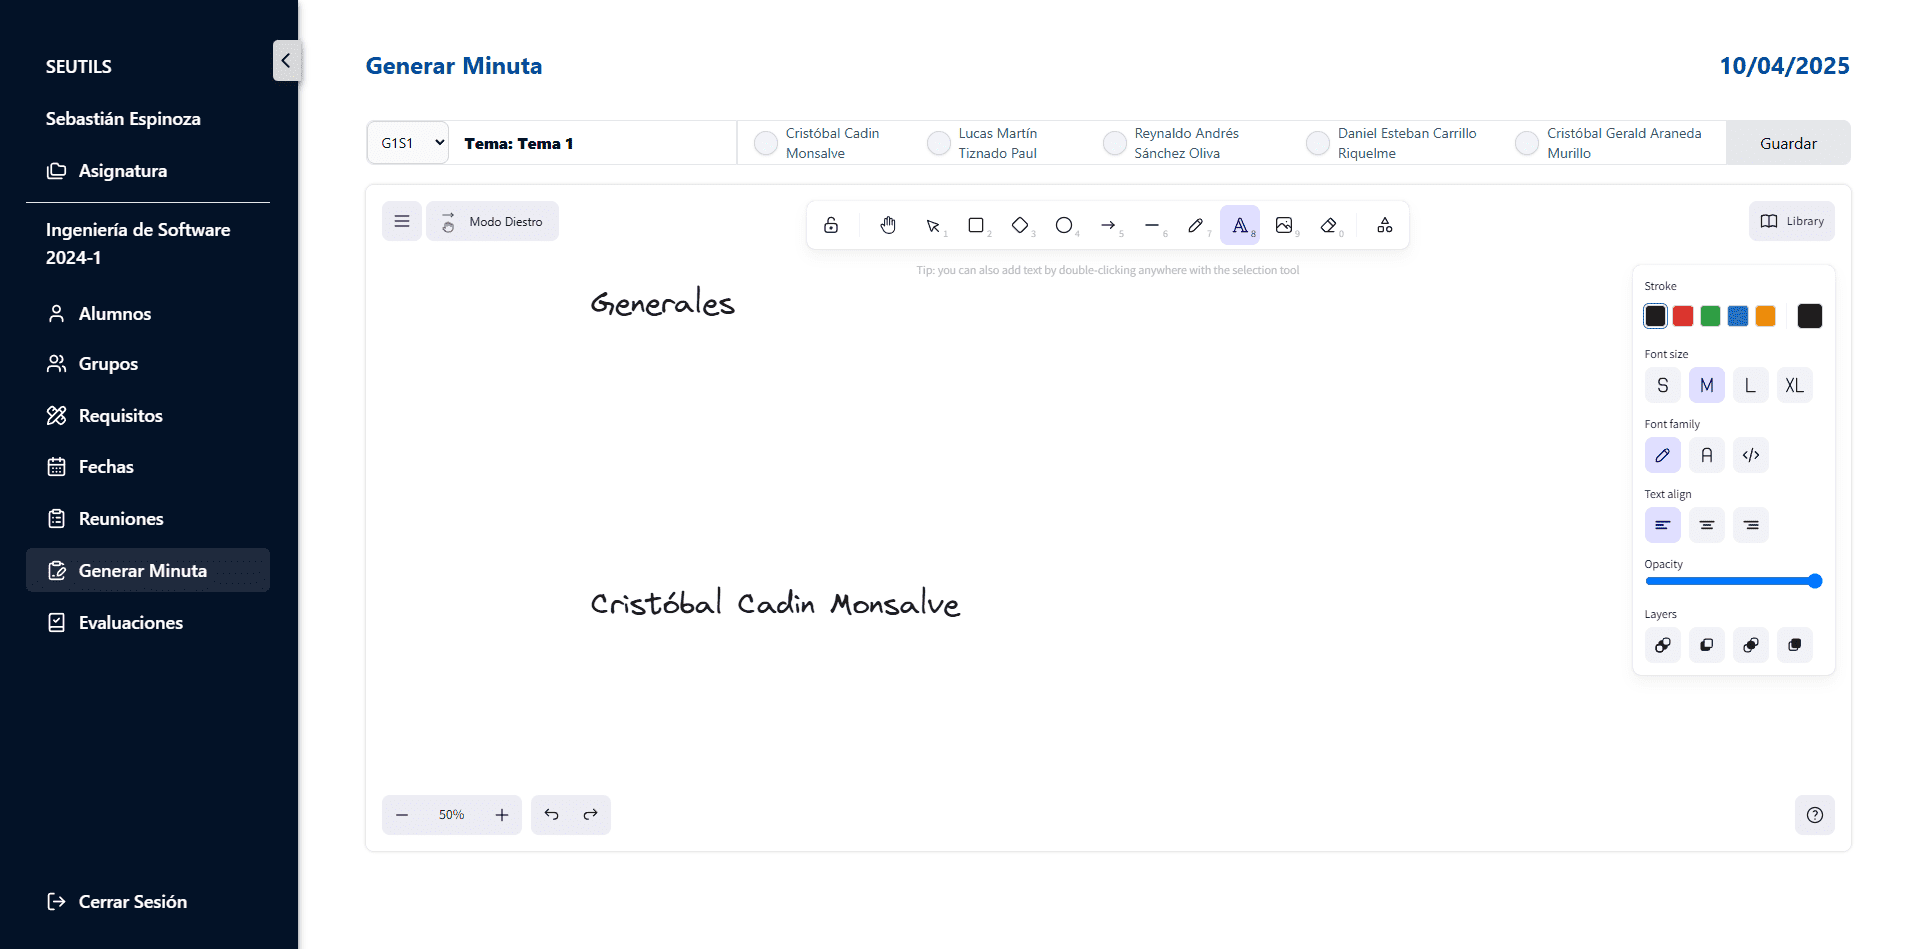 SEUTILS
Sebastián Espinoza
Asignatura
Ingeniería de Software
2024-1
Alumnos
Grupos
Requisitos
Fechas
Reuniones
Generar Minuta
Evaluaciones
Cerrar Sesión
Generar Minuta
10/04/2025
G1S1
Tema: Tema 1
Cristóbal Cadin
Monsalve
Lucas Martín
Tiznado Paul
Reynaldo Andrés
Sánchez Oliva
Daniel Esteban Carrillo
Riquelme
Cristóbal Gerald Araneda
Murillo
Guardar
Modo Diestro
1
2
3
4
5
6
7
A 8
9
0
Library
Tip: you can also add text by double-clicking anywhere with the selection tool
Generales
Cristóbal Cadin Monsalve
Stroke
Font size
S M L XL
Font family
A </>
Text align
Opacity
Layers
50%